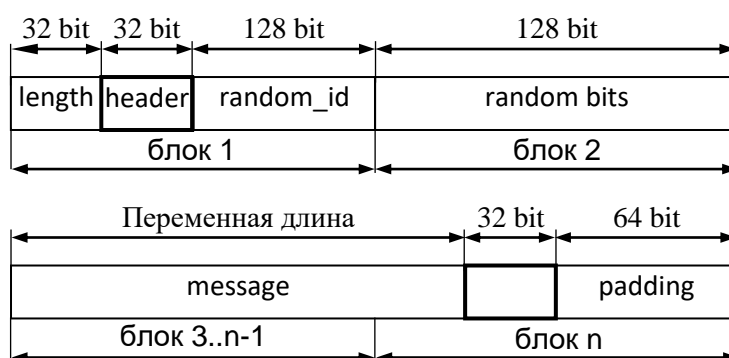 32 bit 32 bit 128 bit 128 bit
length header random_id random bits
блок 1 блок 2
Переменная длина 32 bit 64 bit
message padding
блок 3..n-1 блок n